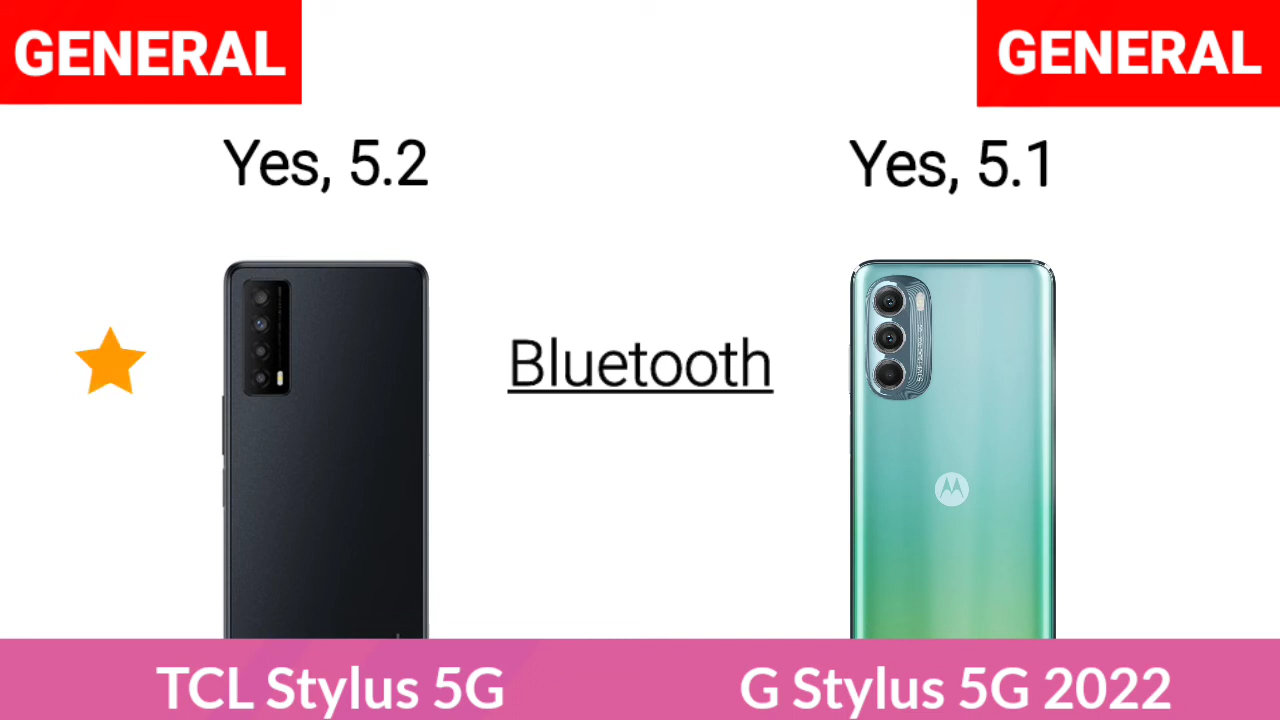 GENERAL
GENERAL
Yes, 5.2
Yes, 5.1
Bluetooth
TCL Stylus 5G
G Stylus 5G 2022